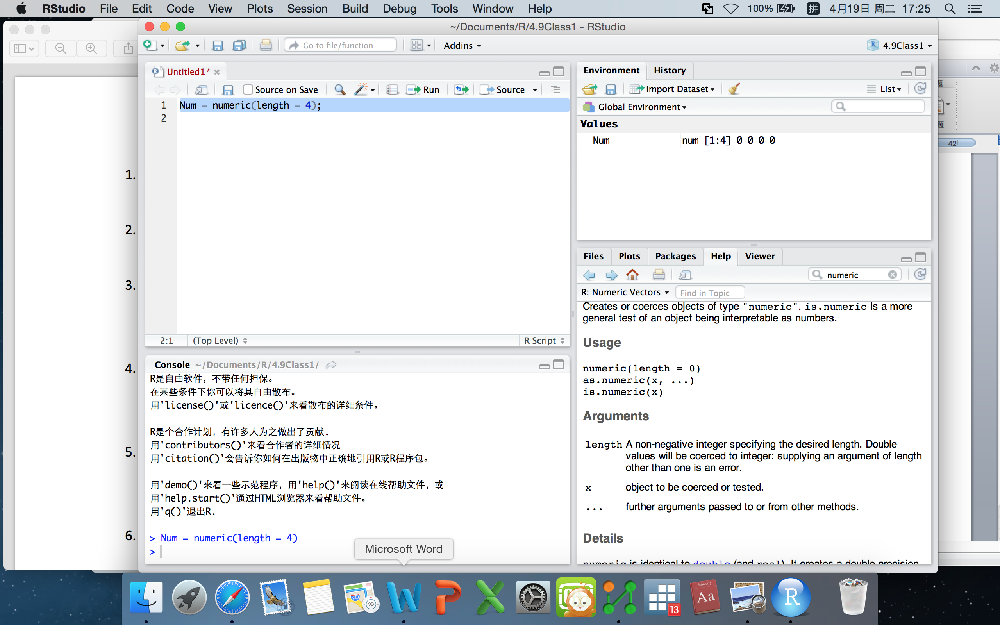 RStudio File Edit Code View Plots Session Build Debug Tools Window Help 100% 拼 4月19日 周二 17:25
~/Documents/R/4.9Class1 - RStudio
Go to file/function Addins 4.9Class1
Untitled1*
Source on Save Run Source
1 Num = numeric(length = 4);
2
2:1 (Top Level) R Script
Console ~/Documents/R/4.9Class1/
R是自由软件，不带任何担保。
在某些条件下你可以将其自由散布。
用'license()'或'licence()'来看散布的详细条件。
R是个合作计划，有许多人为之做出了贡献.
用'contributors()'来看合作者的详细情况
用'citation()'会告诉你如何在出版物中正确地引用R或R程序包。
用'demo()'来看一些示范程序，用'help()'来阅读在线帮助文件，或
用'help.start()'通过HTML浏览器来看帮助文件。
用'q()'退出R.
> Num = numeric(length = 4)
>
Environment History
Import Dataset List
Global Environment
Values
Num num [1:4] 0 0 0 0
Files Plots Packages Help Viewer
numeric
R: Numeric Vectors Find in Topic
Creates or coerces objects of type "numeric". is.numeric is a more
general test of an object being interpretable as numbers.
Usage
numeric(length = 0)
as.numeric(x, ...)
is.numeric(x)
Arguments
length A non-negative integer specifying the desired length. Double
values will be coerced to integer: supplying an argument of length
other than one is an error.
x object to be coerced or tested.
... further arguments passed to or from other methods.
Details
numeric is identical to double (and real). It creates a double-precision
1.
2.
3.
4.
5.
6.
42
Microsoft Word
280
3D
13
Dictionary
Aa
R